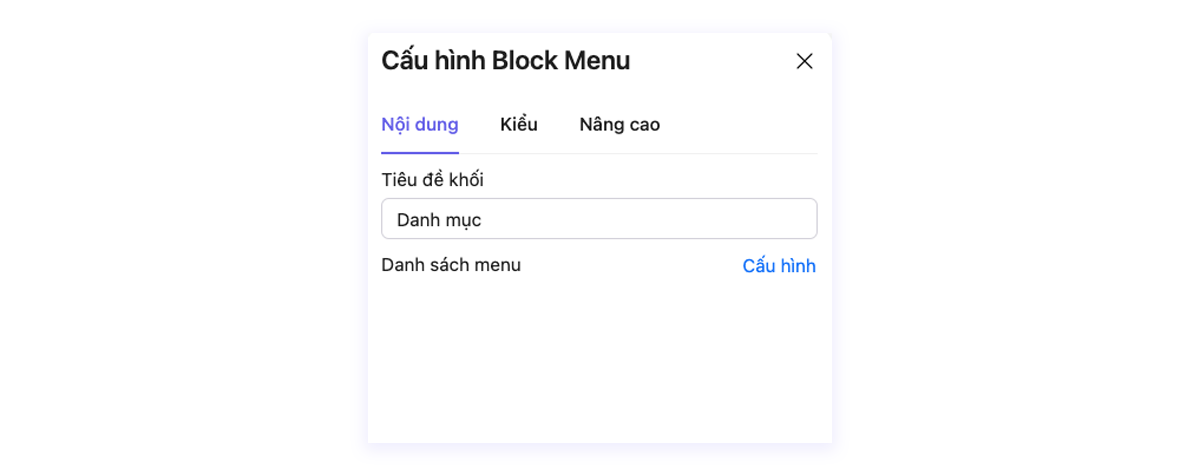 Cấu hình Block Menu
Nội dung Kiểu Nâng cao
Tiêu đề khối
Danh mục
Danh sách menu Cấu hình